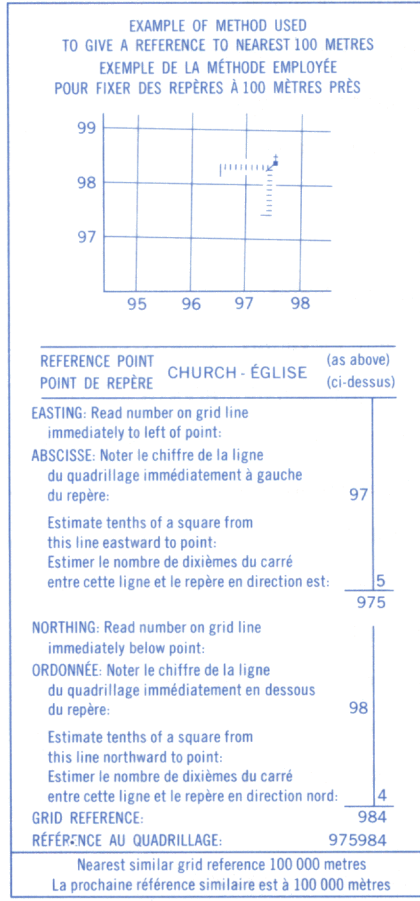 EXAMPLE OF METHOD USED
TO GIVE A REFERENCE TO NEAREST 100 METRES
EXEMPLE DE LA MÉTHODE EMPLOYÉE
POUR FIXER DES REPÈRES À 100 MÈTRES PRÈS
99
98
97
95 96 97 98
REFERENCE POINT
POINT DE REPÈRE
CHURCH - ÉGLISE
(as above)
(ci-dessus)
EASTING: Read number on grid line
immediately to left of point:
ABSCISSE: Noter le chiffre de la ligne
du quadrillage immédiatement à gauche
du repère: 97
Estimate tenths of a square from
this line eastward to point:
Estimer le nombre de dixièmes du carré
entre cette ligne et le repère en direction est: 5
975
NORTHING: Read number on grid line
immediately below point:
ORDONNÉE: Noter le chiffre de la ligne
du quadrillage immédiatement en dessous
du repère: 98
Estimate tenths of a square from
this line northward to point:
Estimer le nombre de dixièmes du carré
entre cette ligne et le repère en direction nord: 4
GRID REFERENCE: 984
RÉFÉRENCE AU QUADRILLAGE: 975984
Nearest similar grid reference 100 000 metres
La prochaine référence similaire est à 100 000 mètres